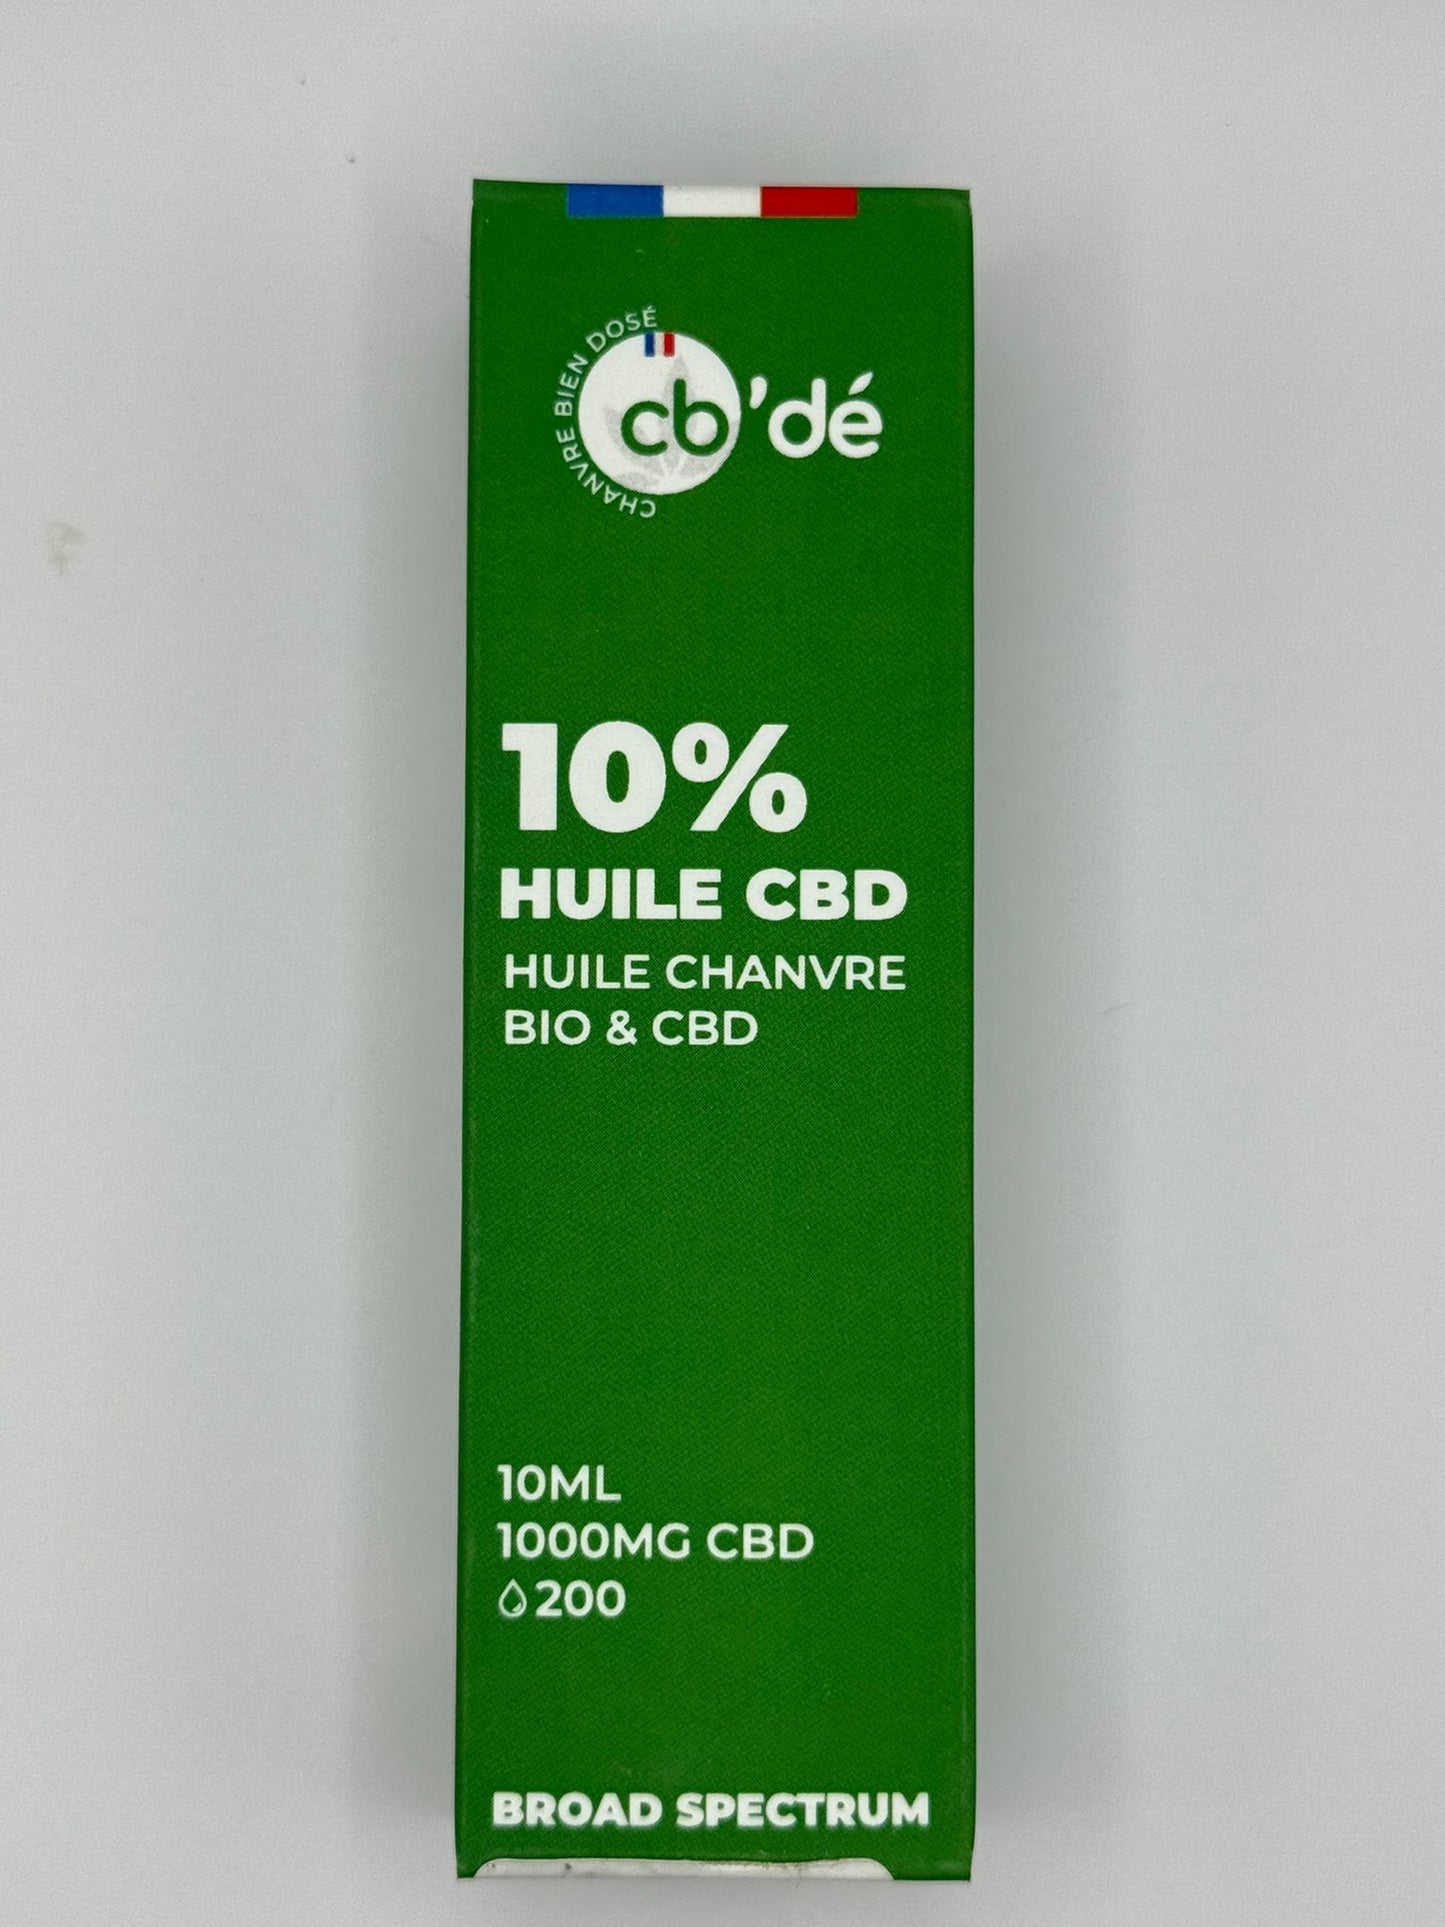 CHANVRE BIEN DOSÉ
cb'dé
10%
HUILE CBD
HUILE CHANVRE
BIO & CBD
10ML
1000MG CBD
200
BROAD SPECTRUM